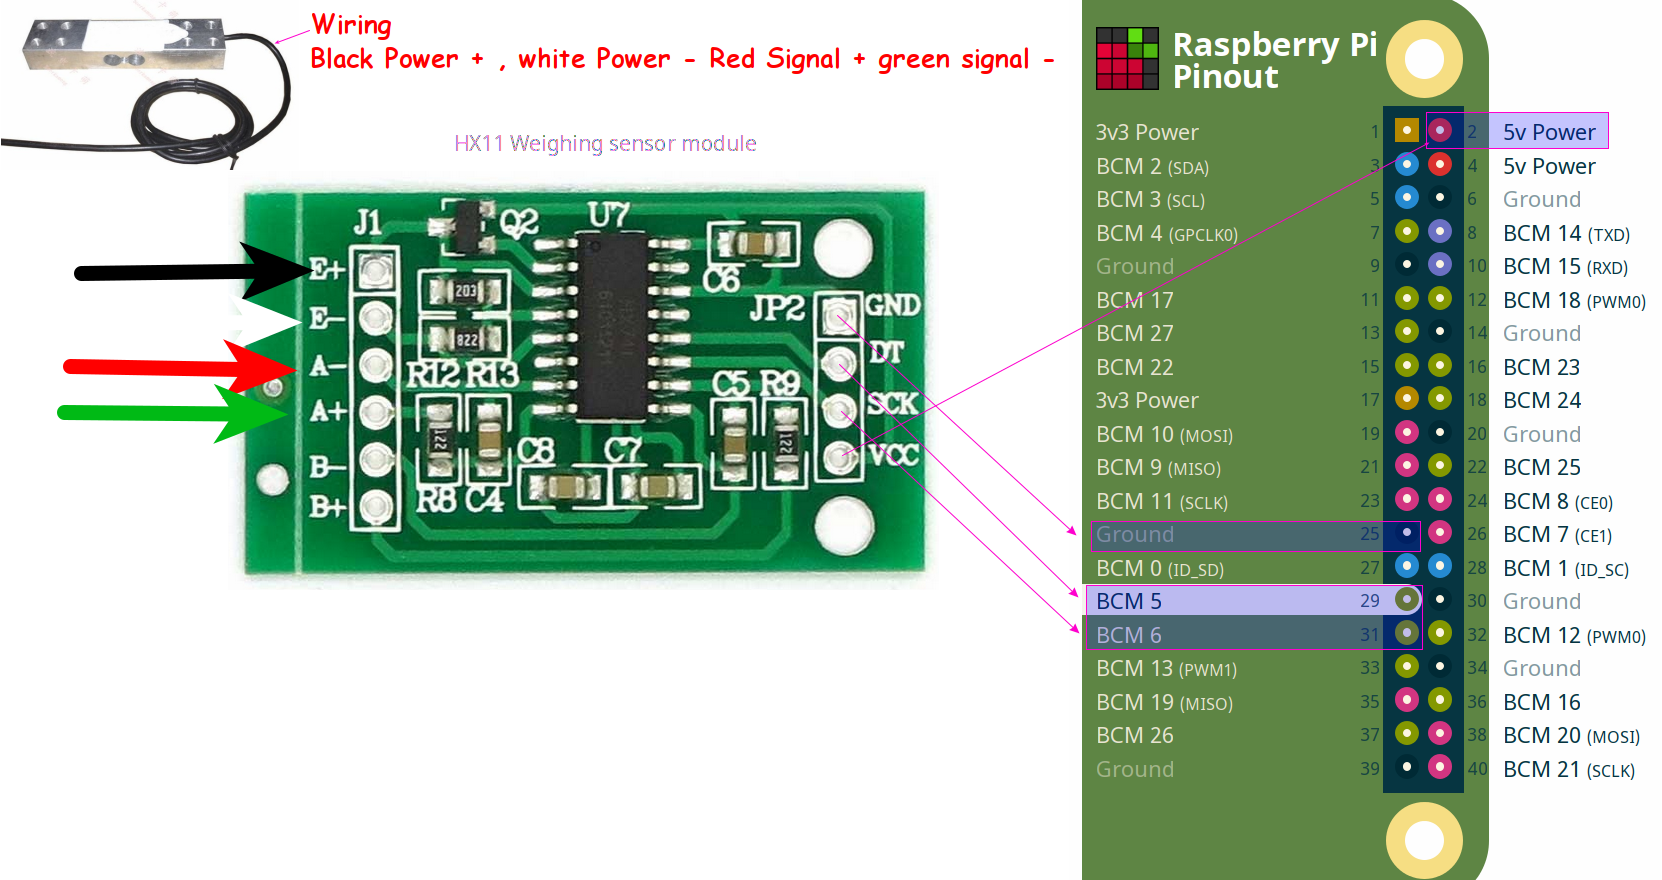 Wiring
Black Power + , white Power - Red Signal + green signal -
HX11 Weighing sensor module
J1
Q2
U7
C6
E+
E-
A-
A+
B-
B+
203
822
R12 R13
122
R8 C4
C8
C7
C5 R9
122
JP2
GND
DT
SCK
VCC
Raspberry Pi
Pinout
3v3 Power 1 2 5v Power
BCM 2 (SDA) 3 4 5v Power
BCM 3 (SCL) 5 6 Ground
BCM 4 (GPCLK0) 7 8 BCM 14 (TXD)
Ground 9 10 BCM 15 (RXD)
BCM 17 11 12 BCM 18 (PWM0)
BCM 27 13 14 Ground
BCM 22 15 16 BCM 23
3v3 Power 17 18 BCM 24
BCM 10 (MOSI) 19 20 Ground
BCM 9 (MISO) 21 22 BCM 25
BCM 11 (SCLK) 23 24 BCM 8 (CE0)
Ground 25 26 BCM 7 (CE1)
BCM 0 (ID_SD) 27 28 BCM 1 (ID_SC)
BCM 5 29 30 Ground
BCM 6 31 32 BCM 12 (PWM0)
BCM 13 (PWM1) 33 34 Ground
BCM 19 (MISO) 35 36 BCM 16
BCM 26 37 38 BCM 20 (MOSI)
Ground 39 40 BCM 21 (SCLK)